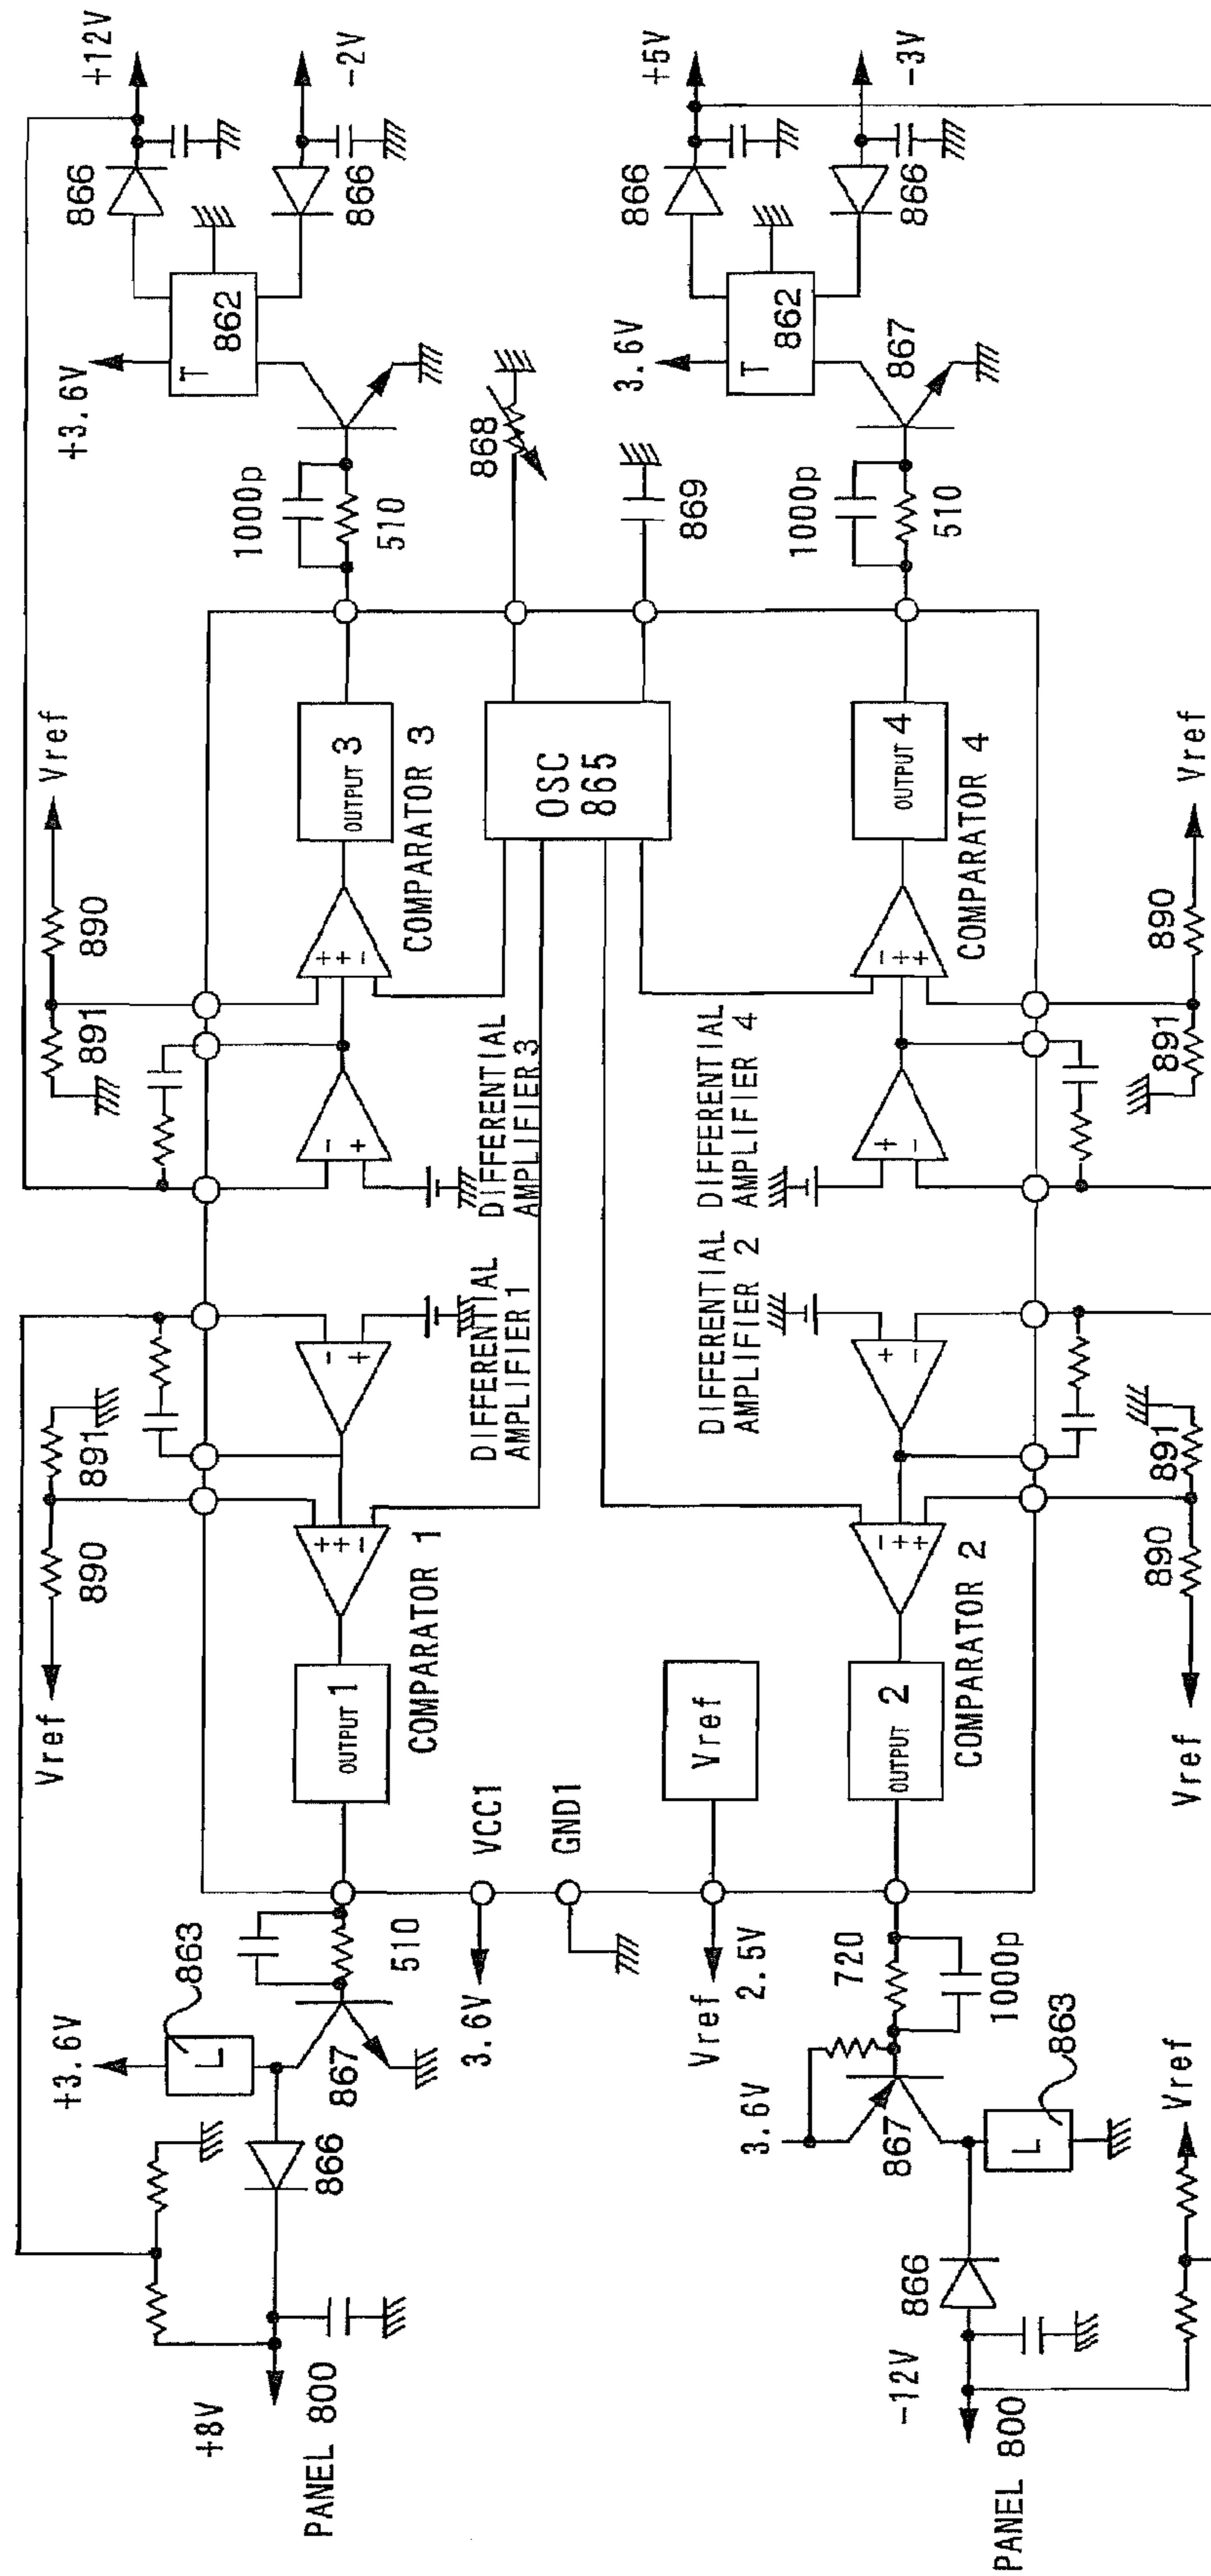 Vref
Vref
+3.6V
890
891
891
890
+3.6V
866
+12V
863
L
T
862
+8V
1000p
866
-2V
PANEL 800
866
867
OUTPUT 1
+
+
-
-
+
-
+
+
+
-
OUTPUT 3
510
COMPARATOR 1
COMPARATOR 3
510
3.6V
VCC1
DIFFERENTIAL
AMPLIFIER 1
DIFFERENTIAL
AMPLIFIER 3
868
GND1
OSC
865
869
Vref
2.5V
Vref
DIFFERENTIAL
AMPLIFIER 2
DIFFERENTIAL
AMPLIFIER 4
3.6V
866
+5V
3.6V
720
T
862
1000p
867
OUTPUT 2
-
+
+
+
-
+
-
-
+
+
OUTPUT 4
510
867
-12V
866
1000p
866
-3V
COMPARATOR 2
COMPARATOR 4
PANEL 800
L
863
890
891
891
890
Vref
Vref
Vref